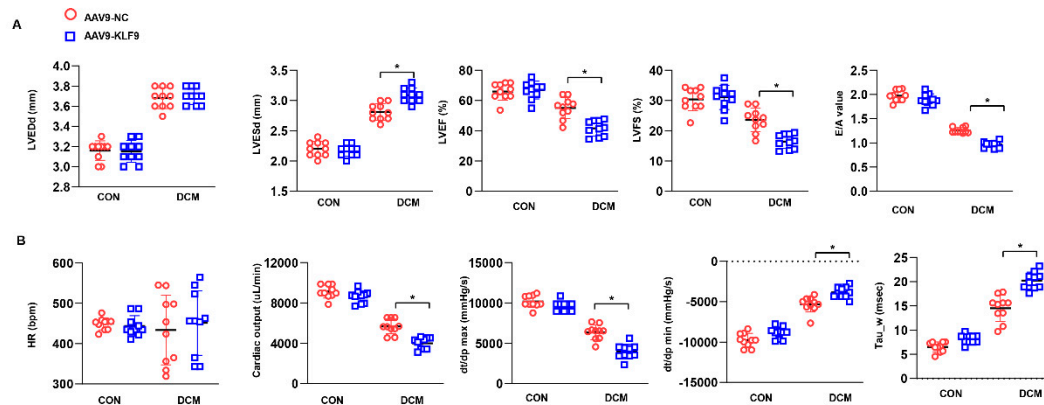 AAV9-NC
A
AAV9-KLF9
LVEDd (mm)
3.8
3.6
3.4
3.2
3.0
2.8
CON
DCM
LVESd (mm)
3.5
3.0
2.5
2.0
1.5
*
CON
DCM
LVEF (%)
80
60
40
20
0
*
CON
DCM
LVFS (%)
40
30
20
10
0
*
CON
DCM
E/A value
2.5
2.0
1.5
1.0
0.5
0.0
*
CON
DCM
B
HR (bpm)
600
500
400
300
CON
DCM
Cardiac output (uL/min)
12000
8000
4000
0
*
CON
DCM
dt/dp max (mmHg/s)
15000
10000
5000
0
*
CON
DCM
dt/dp min (mmHg/s)
0
-5000
-10000
-15000
*
CON
DCM
Tau_w (msec)
25
20
15
10
5
0
*
CON
DCM